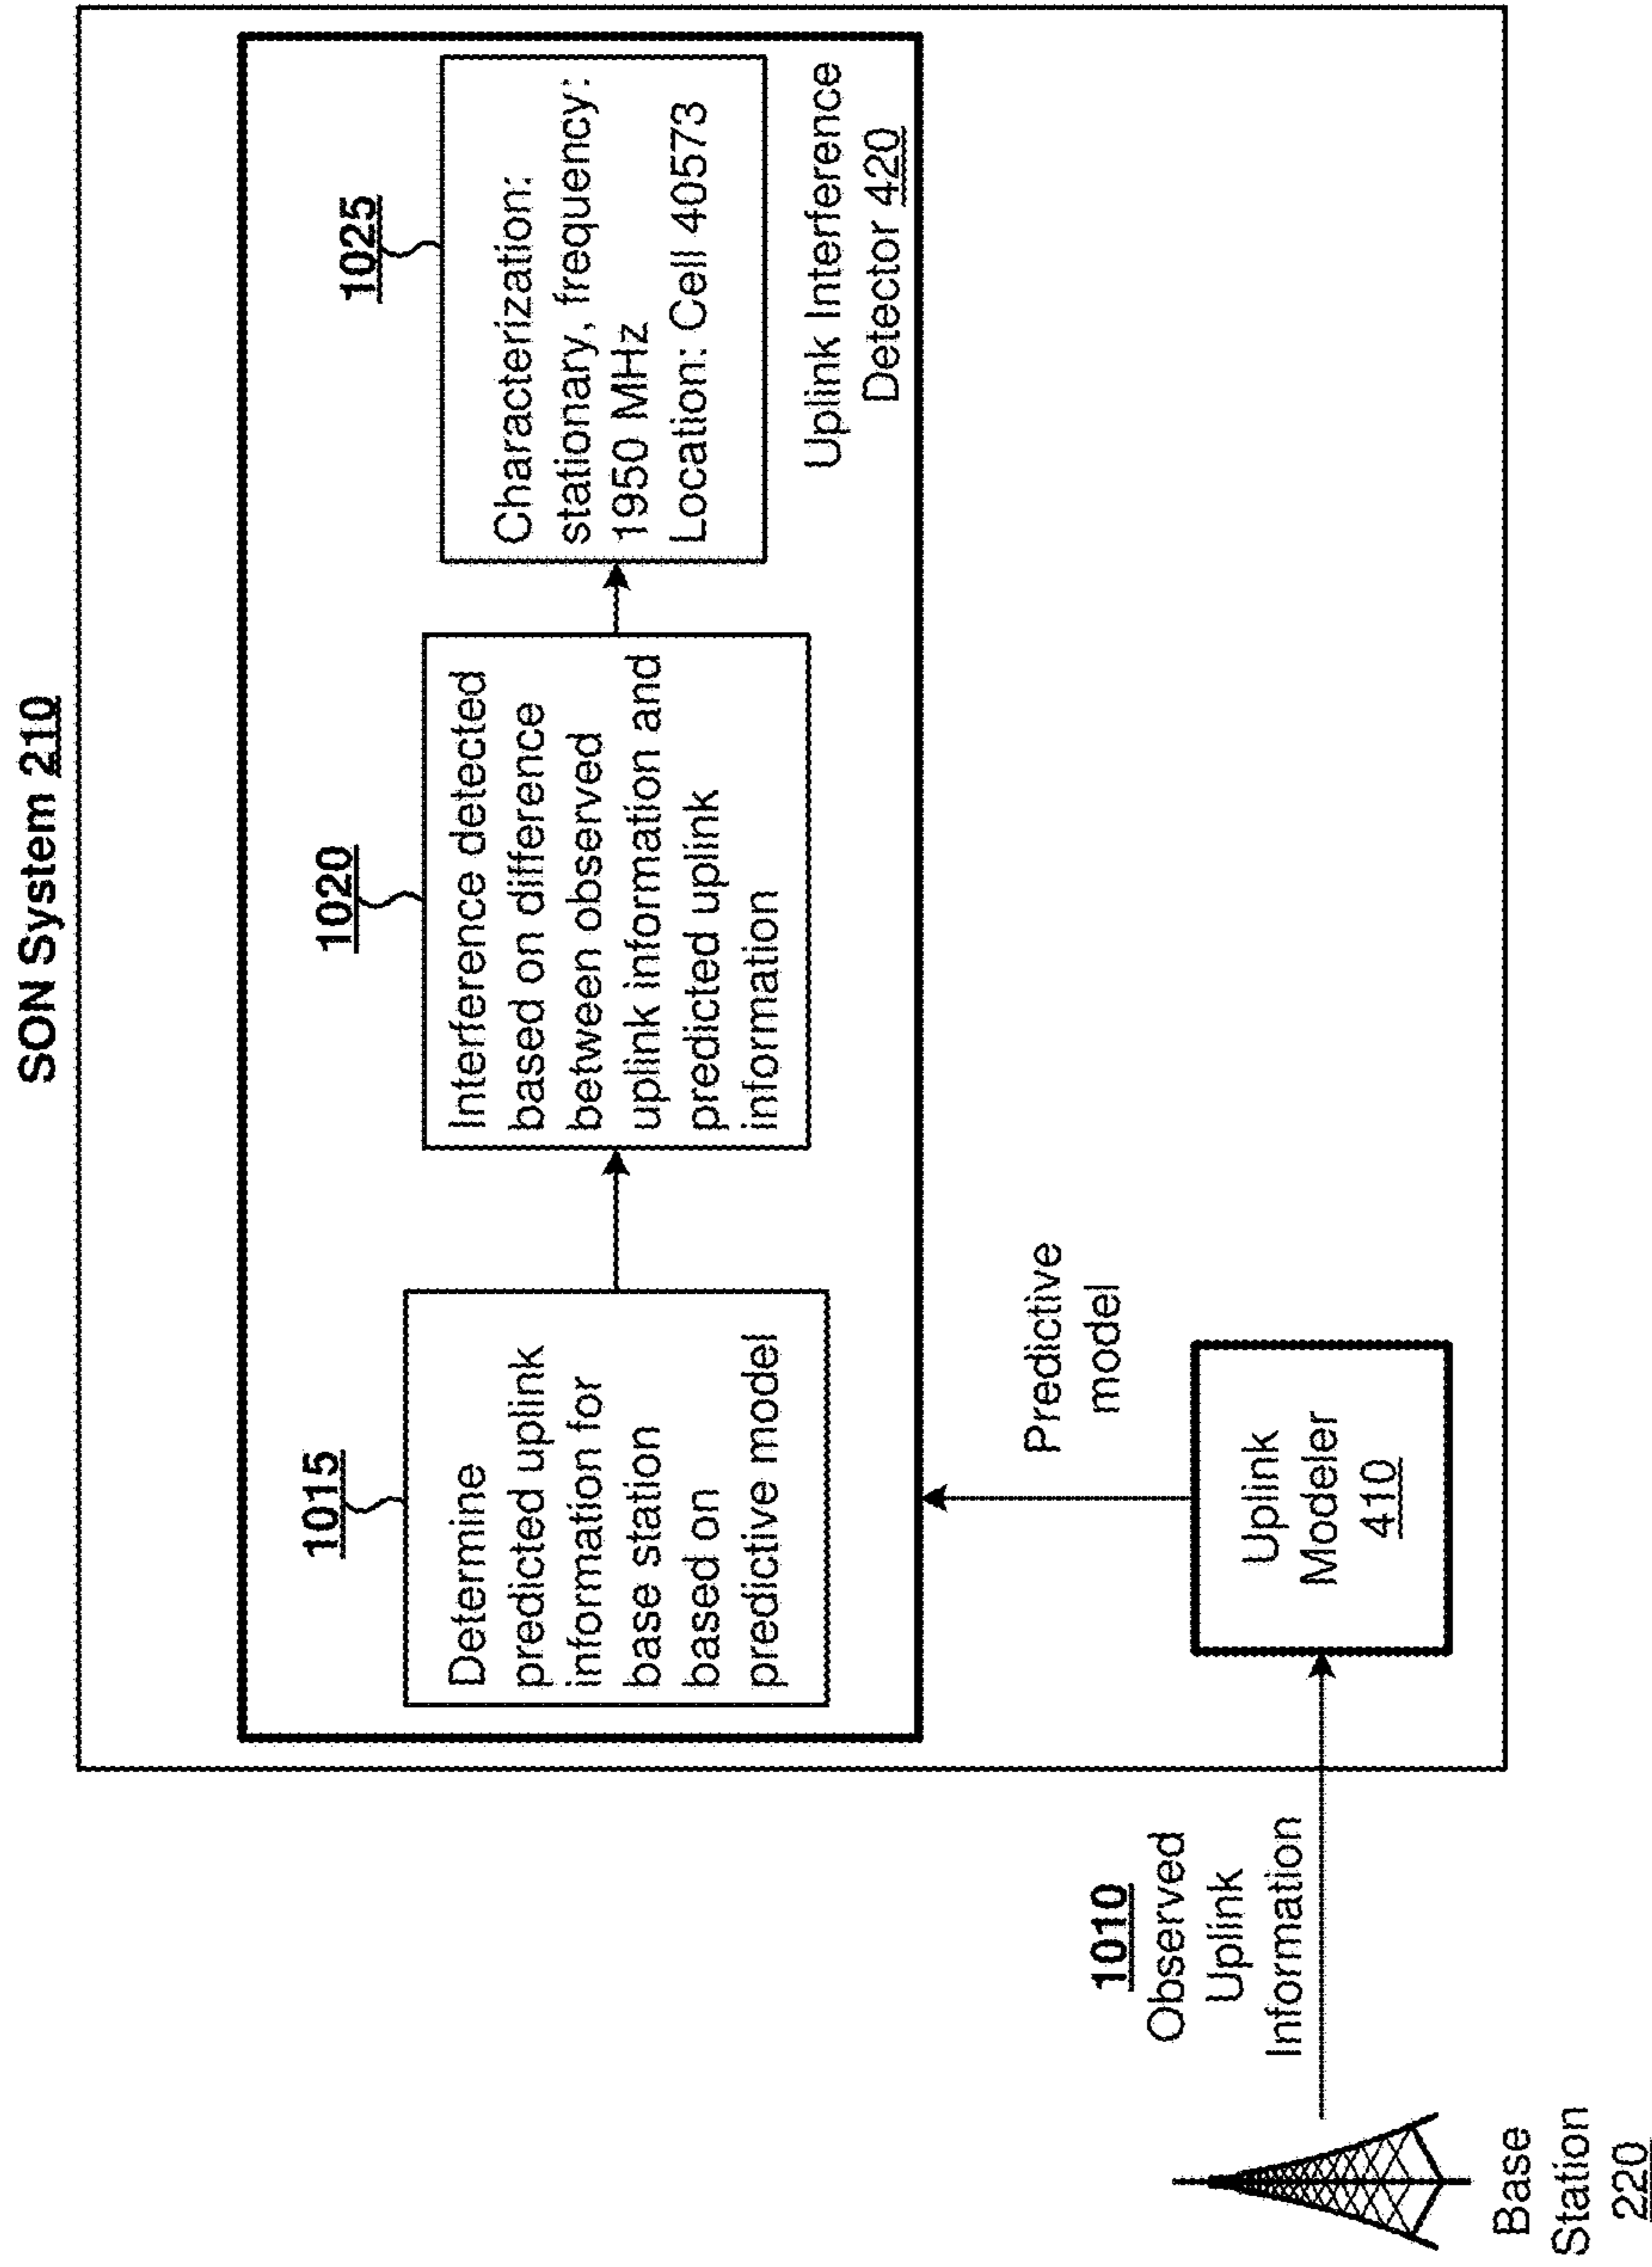 SON System 210
1015
Determine
predicted uplink
information for
base station
based on
predictive model
1020
Interference detected
based on difference
between observed
uplink information and
predicted uplink
information
1025
Characterization:
stationary, frequency:
1950 MHz
Location: Cell 40573
Uplink Interference
Detector 420
Predictive
model
1010
Observed
Uplink
Information
Uplink
Modeler
410
Base
Station
220